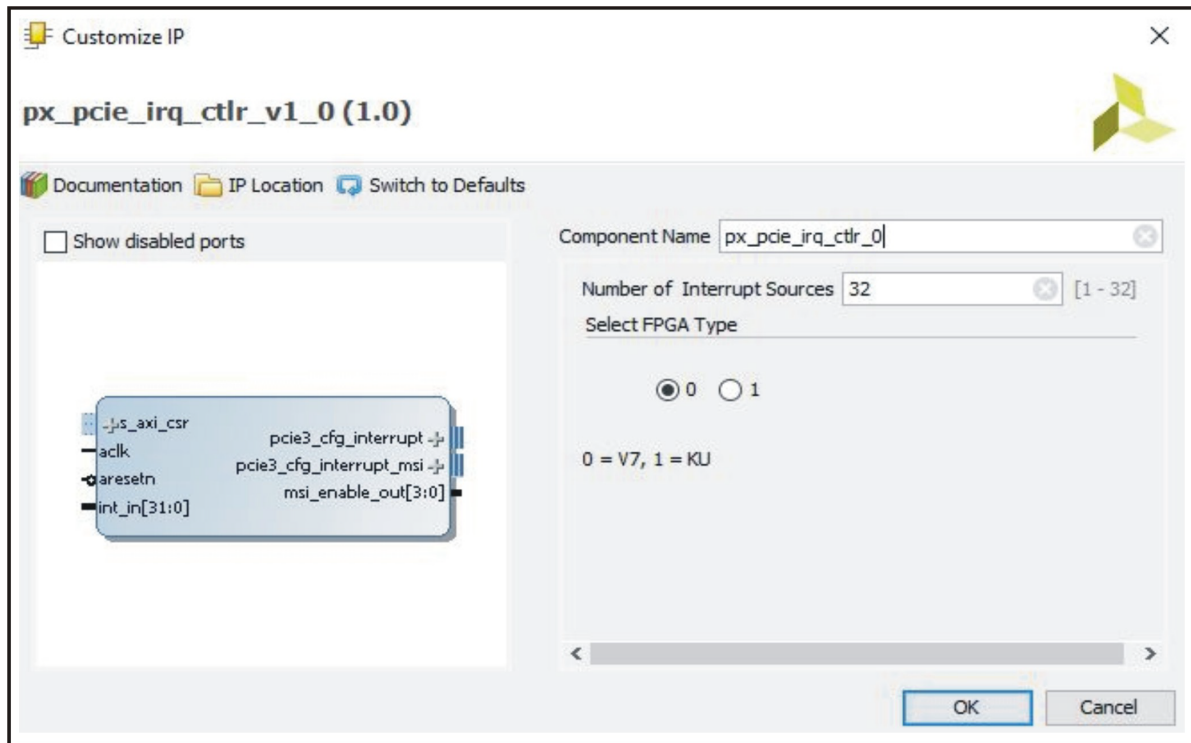 Customize IP
px_pcie_irq_ctlr_v1_0 (1.0)
Documentation IP Location Switch to Defaults
Show disabled ports
s_axi_csr
aclk
aresetn
int_in[31:0]
pcie3_cfg_interrupt
pcie3_cfg_interrupt_msi
msi_enable_out[3:0]
Component Name px_pcie_irq_ctlr_0
Number of Interrupt Sources 32 [1 - 32]
Select FPGA Type
0 1
0 = V7, 1 = KU
OK Cancel